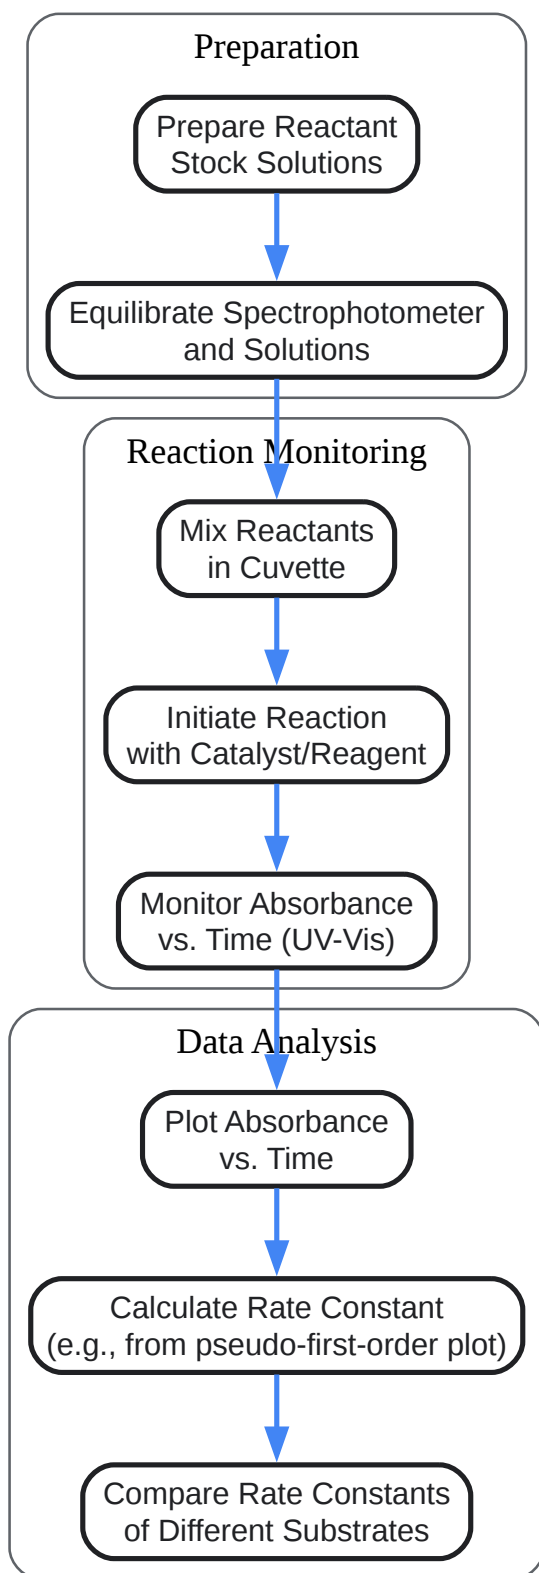 Preparation
Prepare Reactant
Stock Solutions
Equilibrate Spectrophotometer
and Solutions
Reaction Monitoring
Mix Reactants
in Cuvette
Initiate Reaction
with Catalyst/Reagent
Monitor Absorbance
vs. Time (UV-Vis)
Data Analysis
Plot Absorbance
vs. Time
Calculate Rate Constant
(e.g., from pseudo-first-order plot)
Compare Rate Constants
of Different Substrates